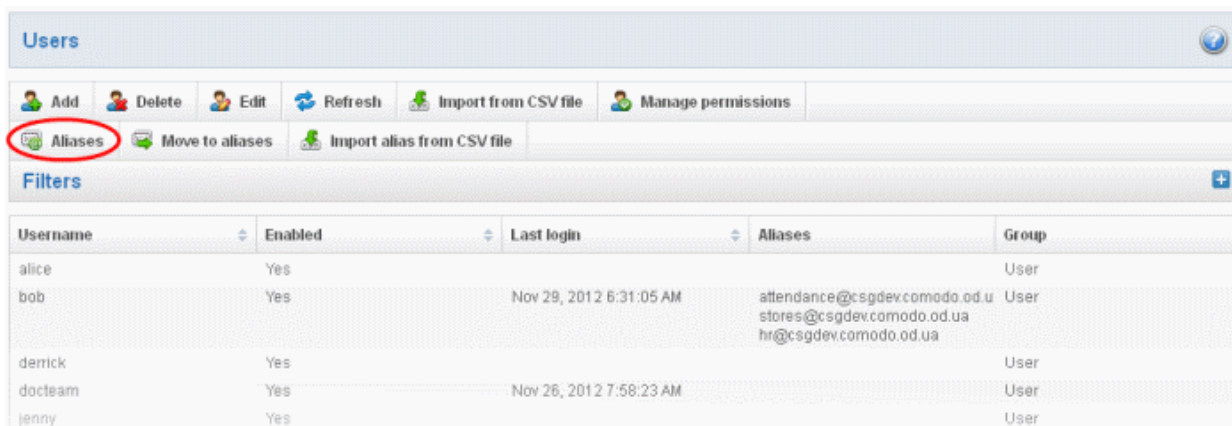 Users
Add Delete Edit Refresh Import from CSV file Manage permissions
Aliases Move to aliases Import alias from CSV file
Filters
Username Enabled Last login Aliases Group
alice Yes User
bob Yes Nov 29, 2012 6:31:05 AM attendance@csgdev.comodo.od.u User
stores@csgdev.comodo.od.ua
hr@csgdev.comodo.od.ua
derrick Yes User
docteam Yes Nov 26, 2012 7:58:23 AM User
jenny Yes User